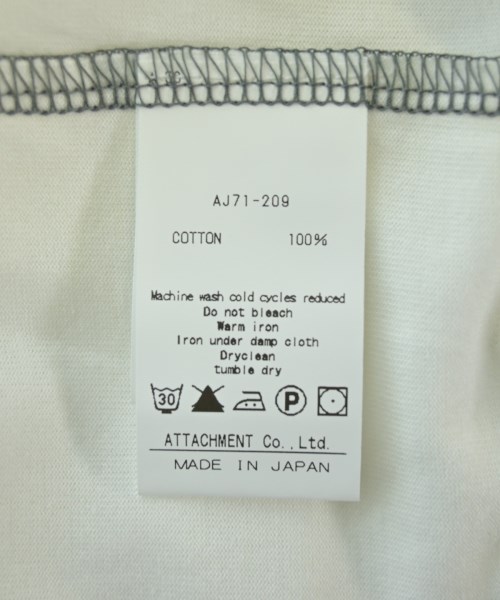 AJ71-209
COTTON 100%
Machine wash cold cycles reduced
Do not bleach
Warm iron
Iron under damp cloth
Dryclean
tumble dry
30 P
ATTACHMENT Co.,Ltd.
MADE IN JAPAN